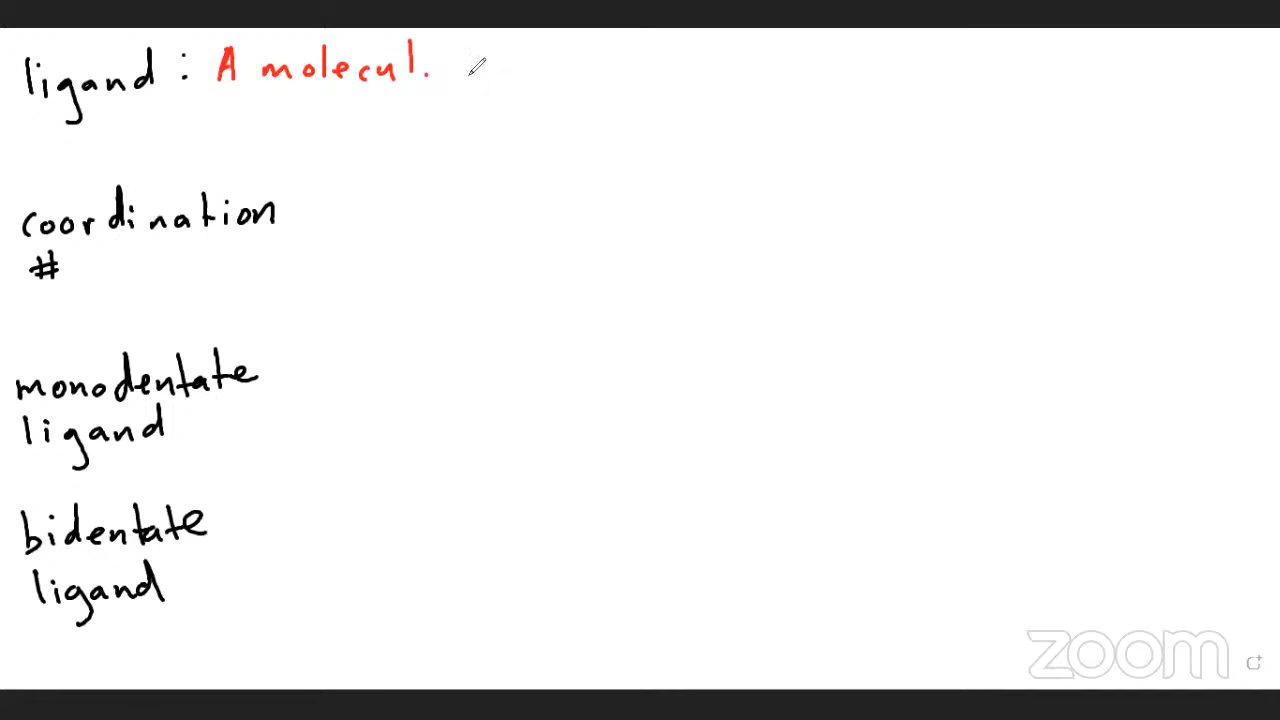 ligand : A molecul.
coordination
#
monodentate
ligand
bidentate
ligand
zoom